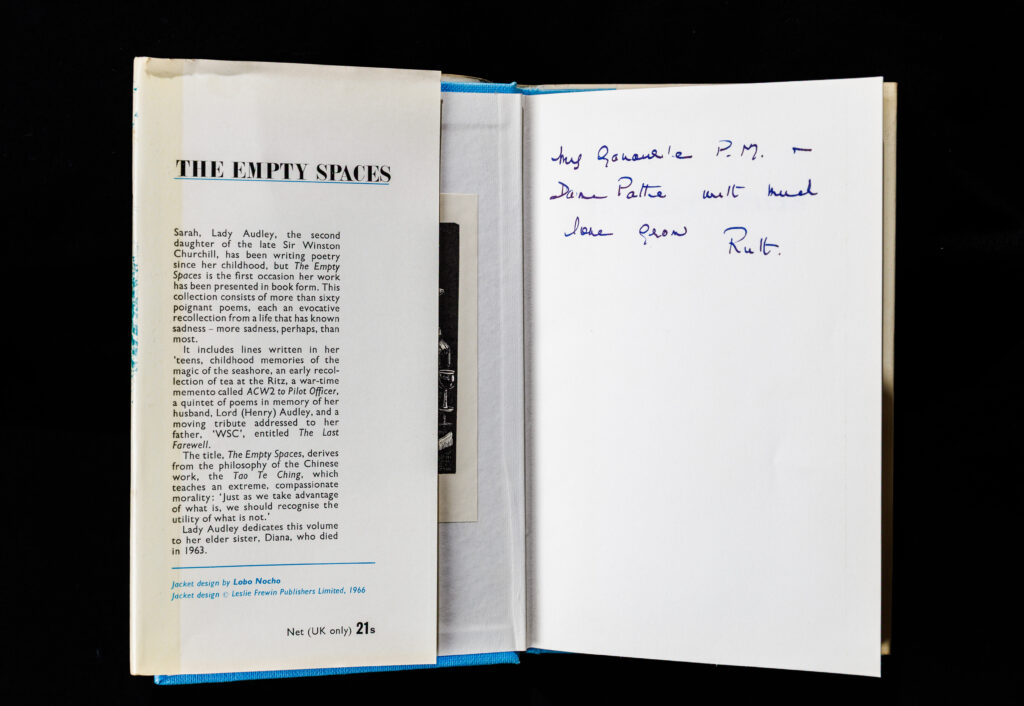 THE EMPTY SPACES
Sarah, Lady Audley, the second
daughter of the late Sir Winston
Churchill, has been writing poetry
since her childhood, but The Empty
Spaces is the first occasion her work
has been presented in book form. This
collection consists of more than sixty
poignant poems, each an evocative
recollection from a life that has known
sadness – more sadness, perhaps, than
most.
It includes lines written in her
'teens, childhood memories of the
magic of the seashore, an early recol-
lection of tea at the Ritz, a war-time
memento called ACW2 to Pilot Officer,
a quintet of poems in memory of her
husband, Lord (Henry) Audley, and a
moving tribute addressed to her
father, 'WSC', entitled The Last
Farewell.
The title, The Empty Spaces, derives
from the philosophy of the Chinese
work, the Tao Te Ching, which
teaches an extreme, compassionate
morality: 'Just as we take advantage
of what is, we should recognise the
utility of what is not.'
Lady Audley dedicates this volume
to her elder sister, Diana, who died
in 1963.
Jacket design by Lobo Nocho
Jacket design © Leslie Frewin Publishers Limited, 1966
Net (UK only) 21s
My P.M. +
Dame Pattie with much
love from
Ruth.